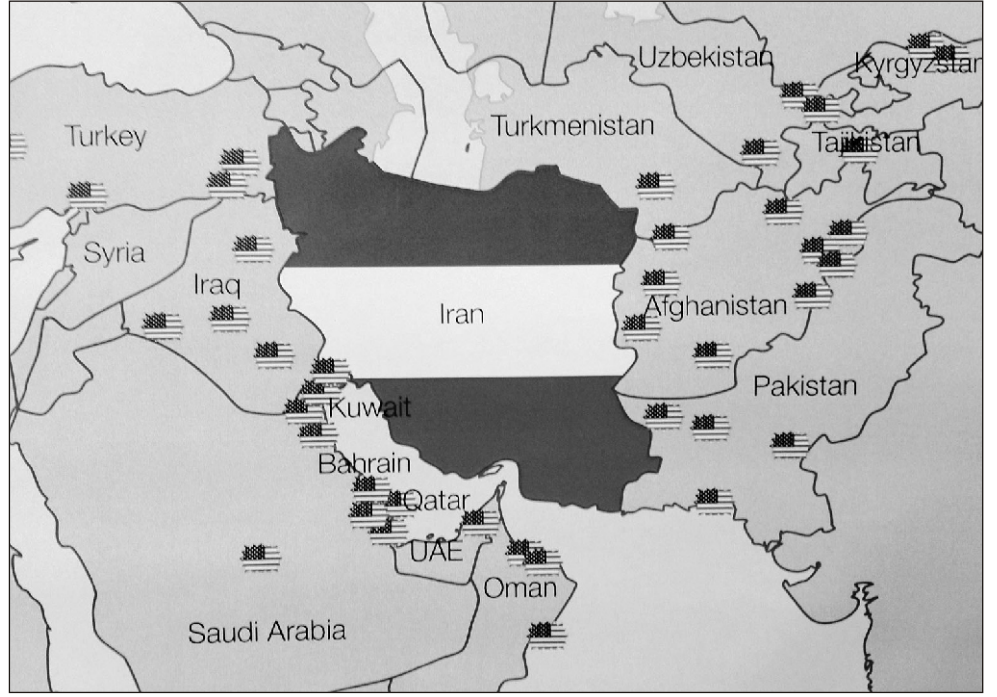 Uzbekistan
Kyrgyzstan
Turkey
Turkmenistan
Tajikistan
Syria
Iraq
Iran
Afghanistan
Pakistan
Kuwait
Bahrain
Qatar
UAE
Oman
Saudi Arabia